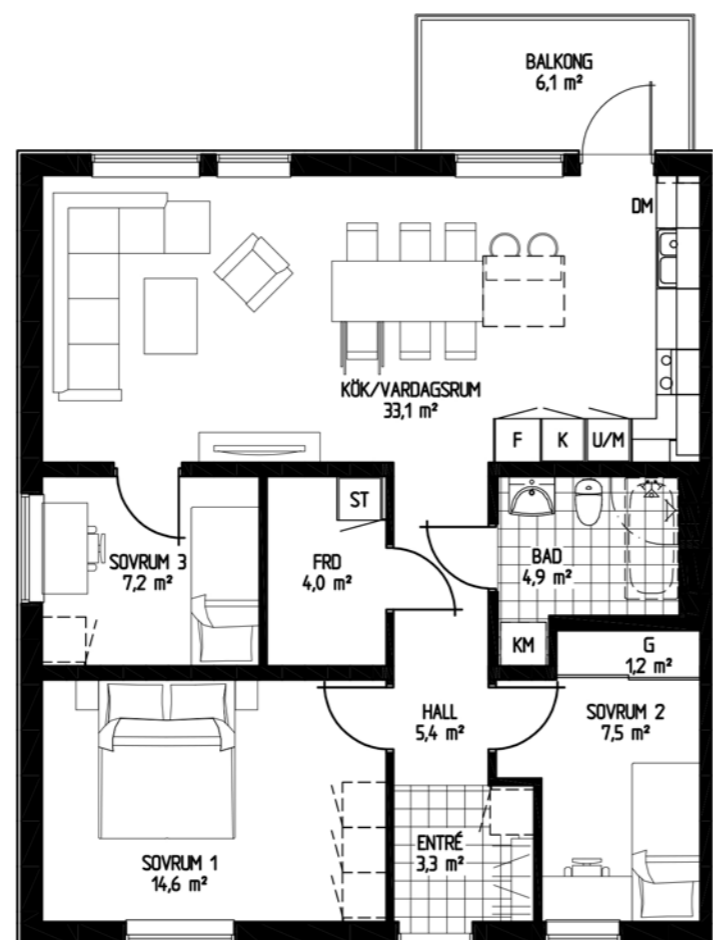 BALKONG
6,1 m²
DM
KÖK/VARDAGSRUM
33,1 m²
F K U/M
ST
SOVRUM 3
7,2 m²
FRD
4,0 m²
BAD
4,9 m²
KM
G
1,2 m²
HALL
5,4 m²
SOVRUM 2
7,5 m²
SOVRUM 1
14,6 m²
ENTRÉ
3,3 m²